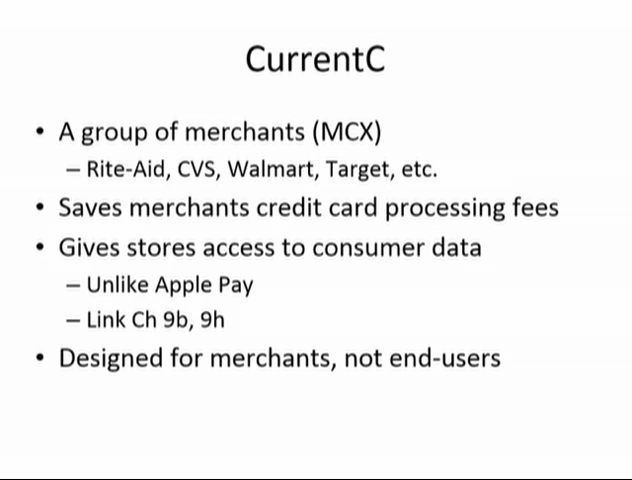 CurrentC
• A group of merchants (MCX)
– Rite-Aid, CVS, Walmart, Target, etc.
• Saves merchants credit card processing fees
• Gives stores access to consumer data
– Unlike Apple Pay
– Link Ch 9b, 9h
• Designed for merchants, not end-users